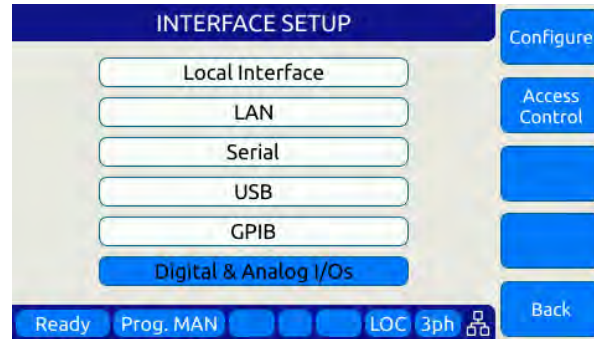 INTERFACE SETUP
Local Interface
LAN
Serial
USB
GPIB
Digital & Analog I/Os
Ready Prog. MAN LOC 3ph
Configure
Access
Control
Back